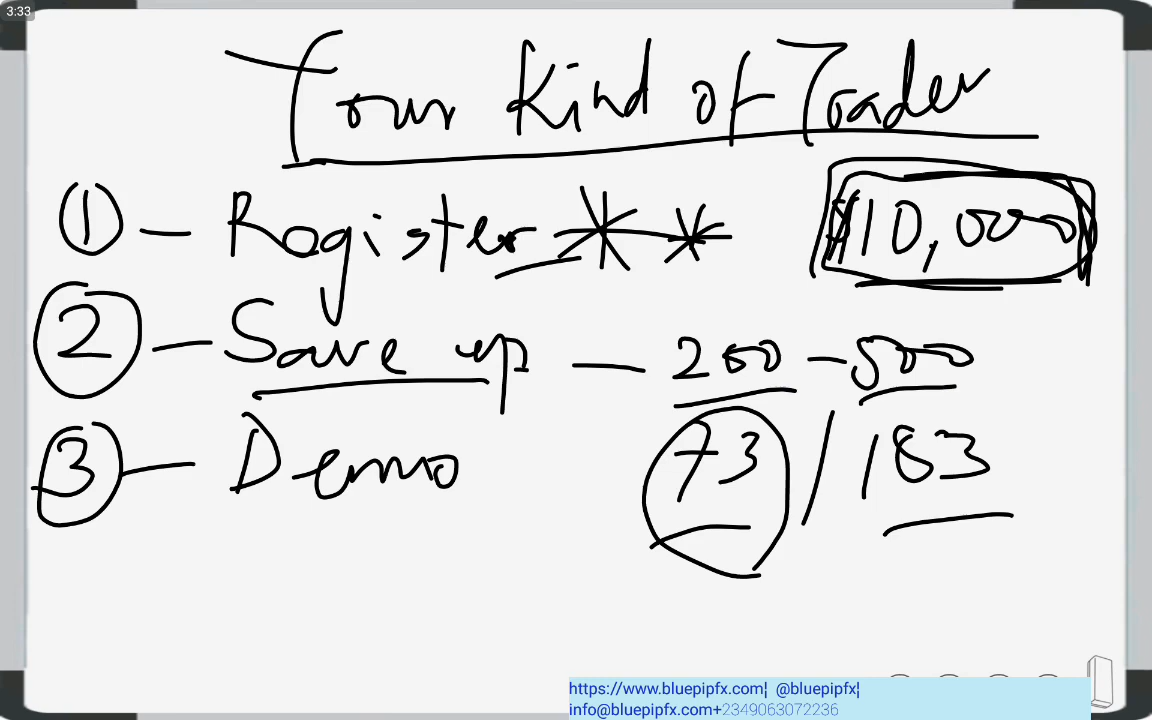 3:33
Your Kind of Trader
① — Register ** $10,000
② — Save up — 200 - 500
③ — Demo 73 / 183
https://www.bluepipfx.com¦ @bluepipfx¦
info@bluepipfx.com+2349063072236